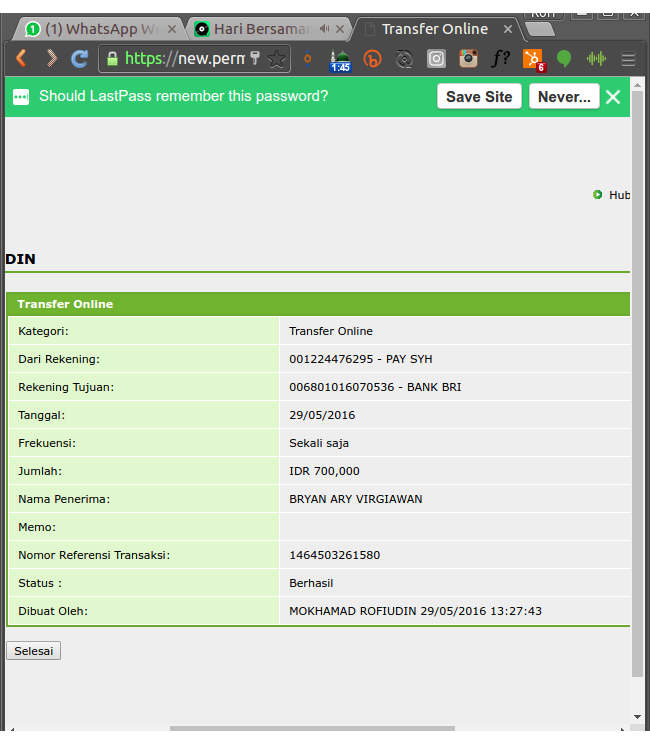 (1) WhatsApp W
Hari Bersama
Transfer Online
https://new.perm
1:45
f?
6
Should LastPass remember this password?
Save Site
Never...
Hub
DIN
Transfer Online
Kategori: Transfer Online
Dari Rekening: 001224476295 - PAY SYH
Rekening Tujuan: 006801016070536 - BANK BRI
Tanggal: 29/05/2016
Frekuensi: Sekali saja
Jumlah: IDR 700,000
Nama Penerima: BRYAN ARY VIRGIAWAN
Memo:
Nomor Referensi Transaksi: 1464503261580
Status : Berhasil
Dibuat Oleh: MOKHAMAD ROFIUDIN 29/05/2016 13:27:43
Selesai